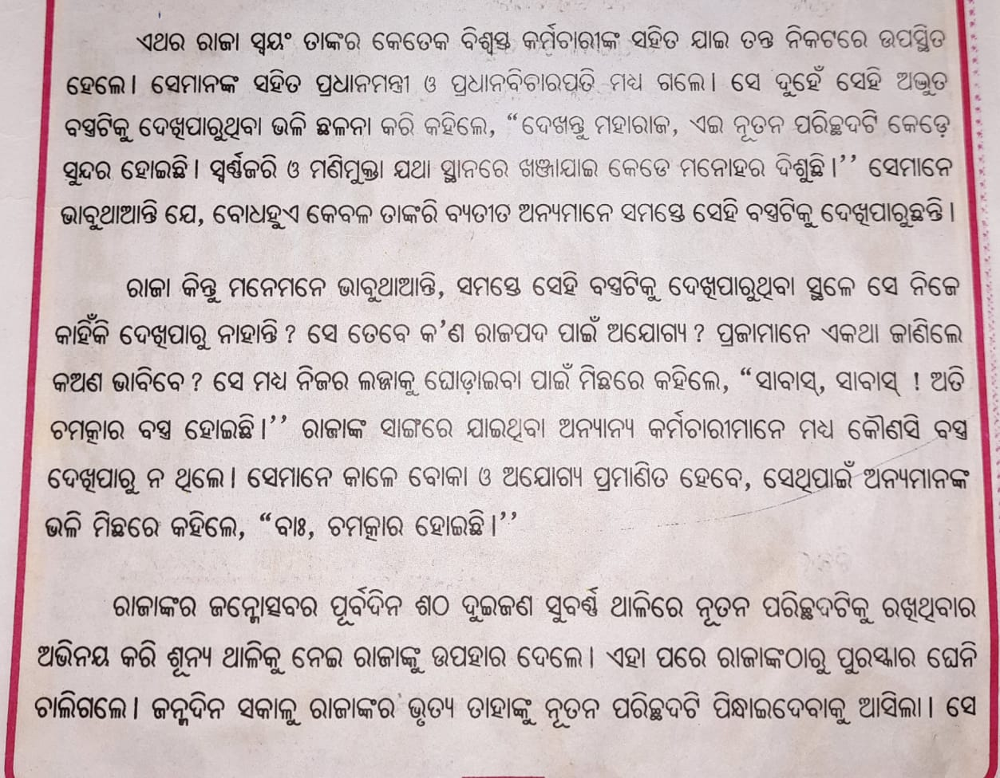 ଏଥର ରାଜା ସ୍ୱୟଂ ତାଙ୍କର କେତେକ ବିଶ୍ୱସ୍ତ କର୍ମଚାରୀଙ୍କ ସହିତ ଯାଇ ତନ୍ତ ନିକଟରେ ଉପସ୍ଥିତ
ହେଲେ। ସେମାନଙ୍କ ସହିତ ପ୍ରଧାନମନ୍ତ୍ରୀ ଓ ପ୍ରଧାନବିଚାରପତି ମଧ୍ୟ ଗଲେ। ସେ ଦୁହେଁ ସେହି ଅଦ୍ଭୁତ
ବସ୍ତ୍ରଟିକୁ ଦେଖିପାରୁଥିବା ଭଳି ଛଳନା କରି କହିଲେ, “ଦେଖନ୍ତୁ ମହାରାଜ, ଏଇ ନୂତନ ପରିଚ୍ଛଦଟି କେଡ଼େ
ସୁନ୍ଦର ହୋଇଛି। ସ୍ୱର୍ଣ୍ଣଜରି ଓ ମଣିମୁକ୍ତା ଯଥା ସ୍ଥାନରେ ଖଞ୍ଜାଯାଇ କେଡେ ମନୋହର ଦିଶୁଛି।’’ ସେମାନେ
ଭାବୁଥାଆନ୍ତି ଯେ, ବୋଧହୁଏ କେବଳ ତାଙ୍କରି ବ୍ୟତୀତ ଅନ୍ୟମାନେ ସମସ୍ତେ ସେହି ବସ୍ତ୍ରଟିକୁ ଦେଖିପାରୁଛନ୍ତି।
ରାଜା କିନ୍ତୁ ମନେମନେ ଭାବୁଥାଆନ୍ତି, ସମସ୍ତେ ସେହି ବସ୍ତ୍ରଟିକୁ ଦେଖିପାରୁଥିବା ସ୍ଥଳେ ସେ ନିଜେ
କାହିଁକି ଦେଖିପାରୁ ନାହାନ୍ତି ? ସେ ତେବେ କ’ଣ ରାଜପଦ ପାଇଁ ଅଯୋଗ୍ୟ ? ପ୍ରଜାମାନେ ଏକଥା ଜାଣିଲେ
କଅଣ ଭାବିବେ ? ସେ ମଧ୍ୟ ନିଜର ଲଜ୍ଜାକୁ ଘୋଡ଼ାଇବା ପାଇଁ ମିଛରେ କହିଲେ, “ସାବାସ୍, ସାବାସ୍ ! ଅତି
ଚମତ୍କାର ବସ୍ତ୍ର ହୋଇଛି।’’ ରାଜାଙ୍କ ସାଙ୍ଗରେ ଯାଇଥିବା ଅନ୍ୟାନ୍ୟ କର୍ମଚାରୀମାନେ ମଧ୍ୟ କୌଣସି ବସ୍ତ୍ର
ଦେଖିପାରୁ ନ ଥିଲେ। ସେମାନେ କାଳେ ବୋକା ଓ ଅଯୋଗ୍ୟ ପ୍ରମାଣିତ ହେବେ, ସେଥିପାଇଁ ଅନ୍ୟମାନଙ୍କ
ଭଳି ମିଛରେ କହିଲେ, “ବାଃ, ଚମତ୍କାର ହୋଇଛି।’’
ରାଜାଙ୍କର ଜନ୍ମୋତ୍ସବର ପୂର୍ବଦିନ ଶଠ ଦୁଇଜଣ ସୁବର୍ଣ୍ଣ ଥାଳିରେ ନୂତନ ପରିଚ୍ଛଦଟିକୁ ରଖିଥିବାର
ଅଭିନୟ କରି ଶୂନ୍ୟ ଥାଳିକୁ ନେଇ ରାଜାଙ୍କୁ ଉପହାର ଦେଲେ। ଏହା ପରେ ରାଜାଙ୍କଠାରୁ ପୁରସ୍କାର ଘେନି
ଚାଲିଗଲେ। ଜନ୍ମଦିନ ସକାଳୁ ରାଜାଙ୍କର ଭୃତ୍ୟ ତାହାଙ୍କୁ ନୂତନ ପରିଚ୍ଛଦଟି ପିନ୍ଧାଇଦେବାକୁ ଆସିଲା। ସେ